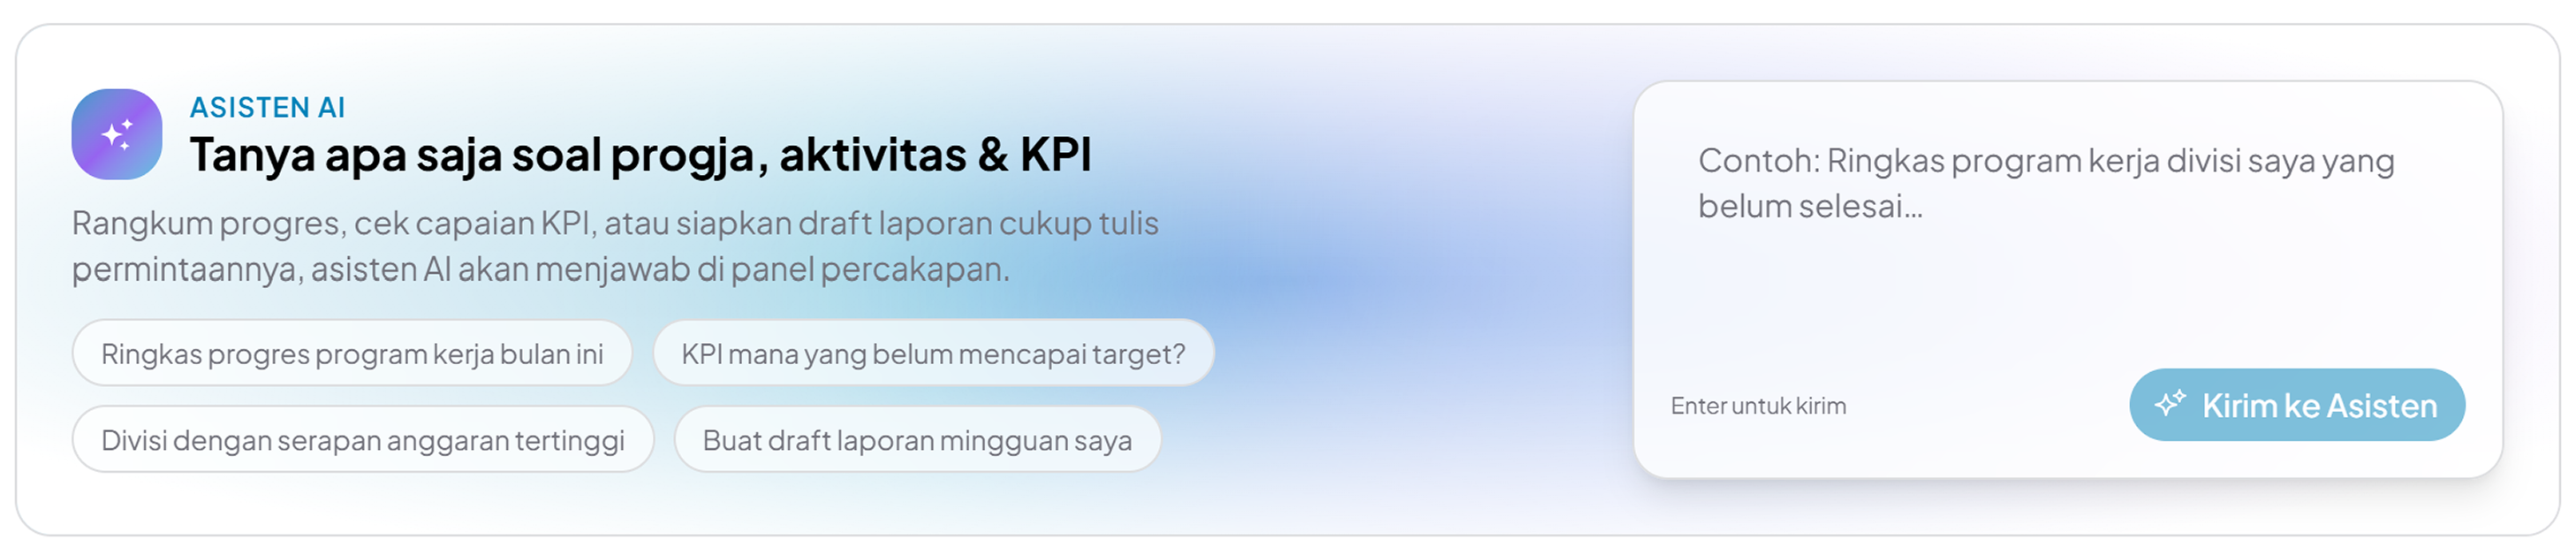 ASISTEN AI
Tanya apa saja soal progja, aktivitas & KPI
Rangkum progres, cek capaian KPI, atau siapkan draft laporan cukup tulis
permintaannya, asisten AI akan menjawab di panel percakapan.
Ringkas progres program kerja bulan ini
KPI mana yang belum mencapai target?
Divisi dengan serapan anggaran tertinggi
Buat draft laporan mingguan saya
Contoh: Ringkas program kerja divisi saya yang
belum selesai...
Enter untuk kirim
Kirim ke Asisten